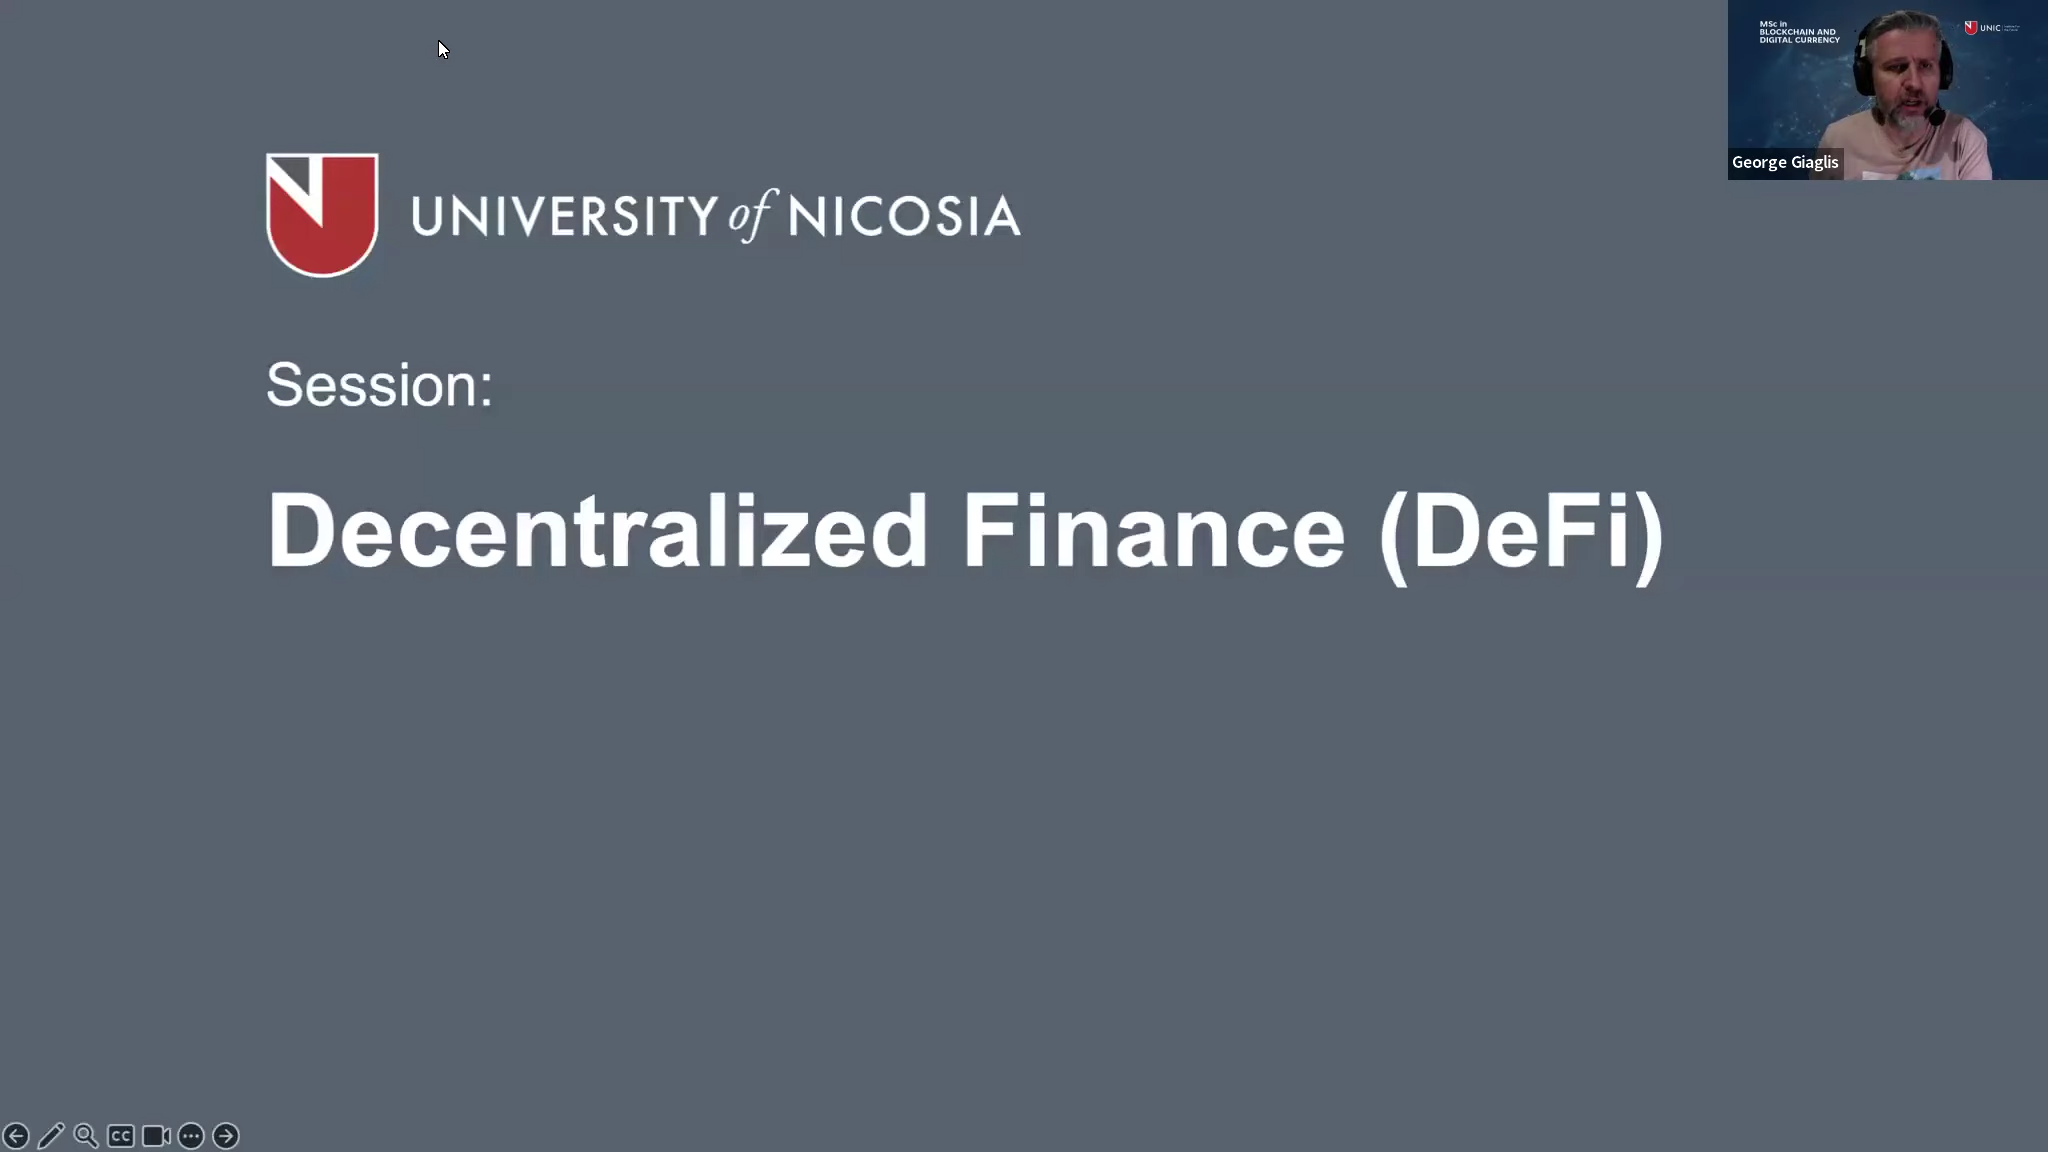 MSc in
BLOCKCHAIN AND
DIGITAL CURRENCY
UNIC
George Giaglis
UNIVERSITY of NICOSIA
Session:
Decentralized Finance (DeFi)
CC